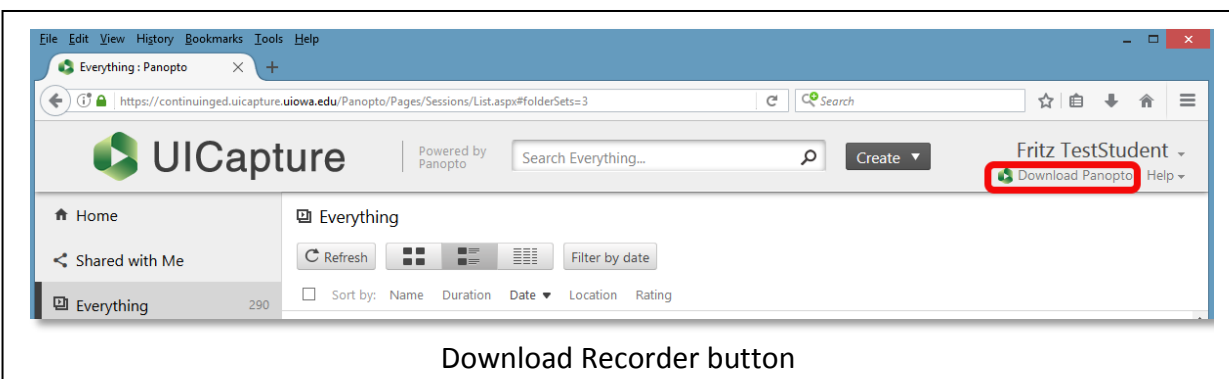 File Edit View History Bookmarks Tools Help
Everything : Panopto
https://continuinged.uicapture.uiowa.edu/Panopto/Pages/Sessions/List.aspx#folderSets=3 Search
UICapture Powered by Panopto Search Everything... Create Fritz TestStudent
Download Panopto Help
Home
Everything
Shared with Me
Refresh Filter by date
Everything 290
Sort by: Name Duration Date Location Rating
Download Recorder button